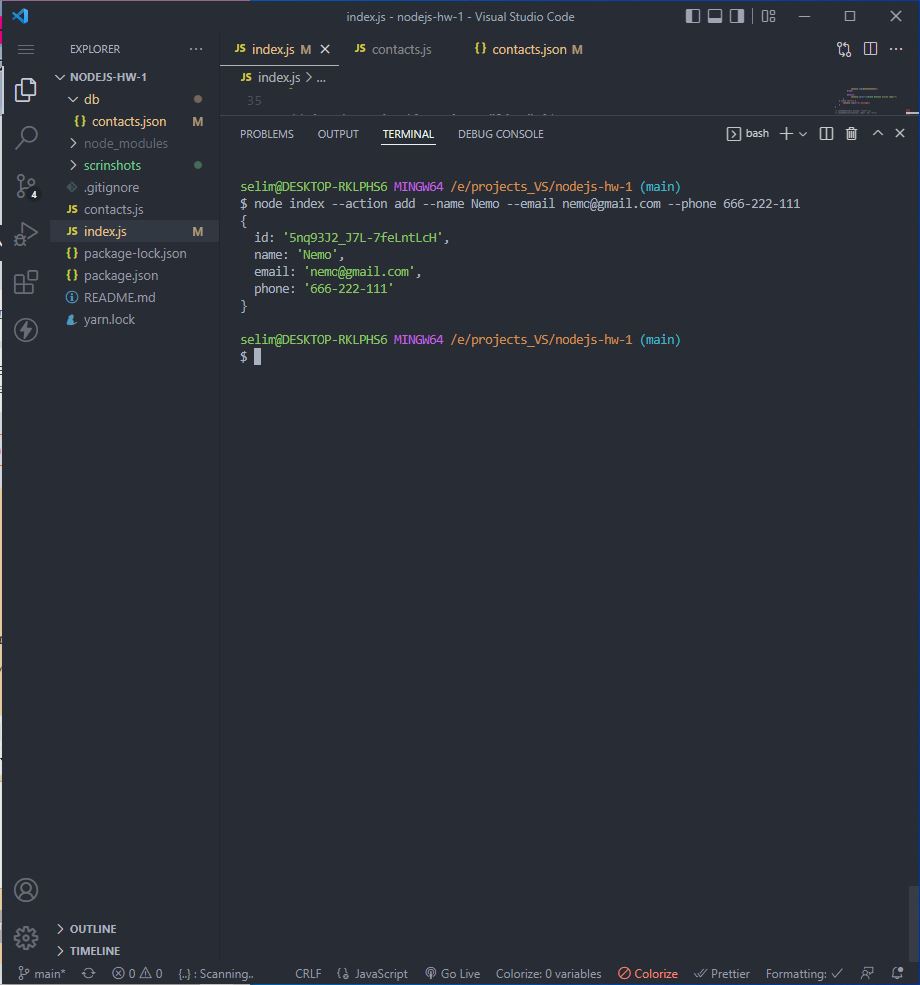 index.js - nodejs-hw-1 - Visual Studio Code
EXPLORER
JS index.js M
JS contacts.js
{} contacts.json M
NODEJS-HW-1
JS index.js > ...
db
35
{} contacts.json M
node_modules
scrinshots
.gitignore
JS contacts.js
JS index.js M
{} package-lock.json
{} package.json
README.md
yarn.lock
4
PROBLEMS OUTPUT TERMINAL DEBUG CONSOLE
bash
selim@DESKTOP-RKLPHS6 MINGW64 /e/projects_VS/nodejs-hw-1 (main)
$ node index --action add --name Nemo --email nemc@gmail.com --phone 666-222-111
{
id: '5nq93J2_J7L-7feLntLcH',
name: 'Nemo',
email: 'nemc@gmail.com',
phone: '666-222-111'
}
selim@DESKTOP-RKLPHS6 MINGW64 /e/projects_VS/nodejs-hw-1 (main)
$
OUTLINE
TIMELINE
main* 0 0 {..} : Scanning.. CRLF JavaScript Go Live Colorize: 0 variables Colorize Prettier Formatting: